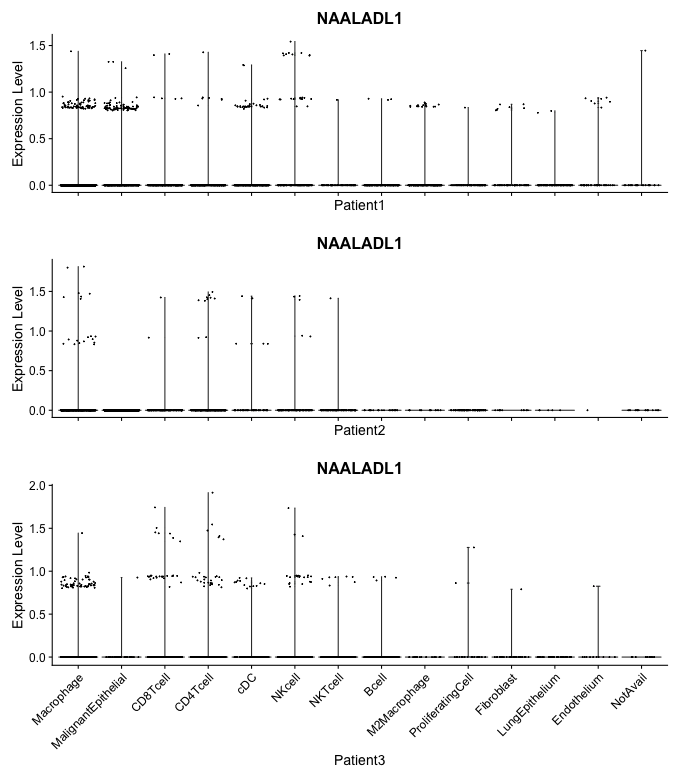 NAALADL1
Expression Level
1.5
1.0
0.5
0.0
Patient1
NAALADL1
Expression Level
1.5
1.0
0.5
0.0
Patient2
NAALADL1
Expression Level
2.0
1.5
1.0
0.5
0.0
Macrophage
MalignantEpithelial
CD8Tcell
CD4Tcell
cDC
NKcell
NKTcell
Bcell
M2Macrophage
ProliferatingCell
Fibroblast
LungEpithelium
Endothelium
NotAvail
Patient3